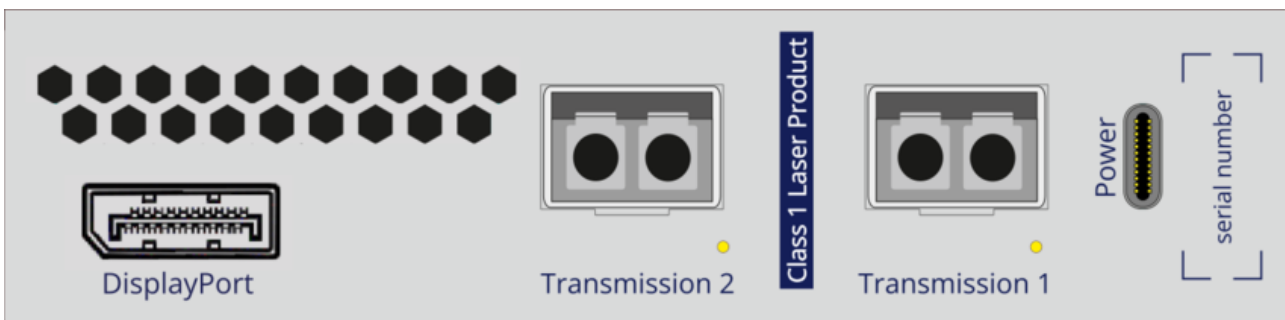 DisplayPort
Transmission 2
Class 1 Laser Product
Transmission 1
Power
serial number